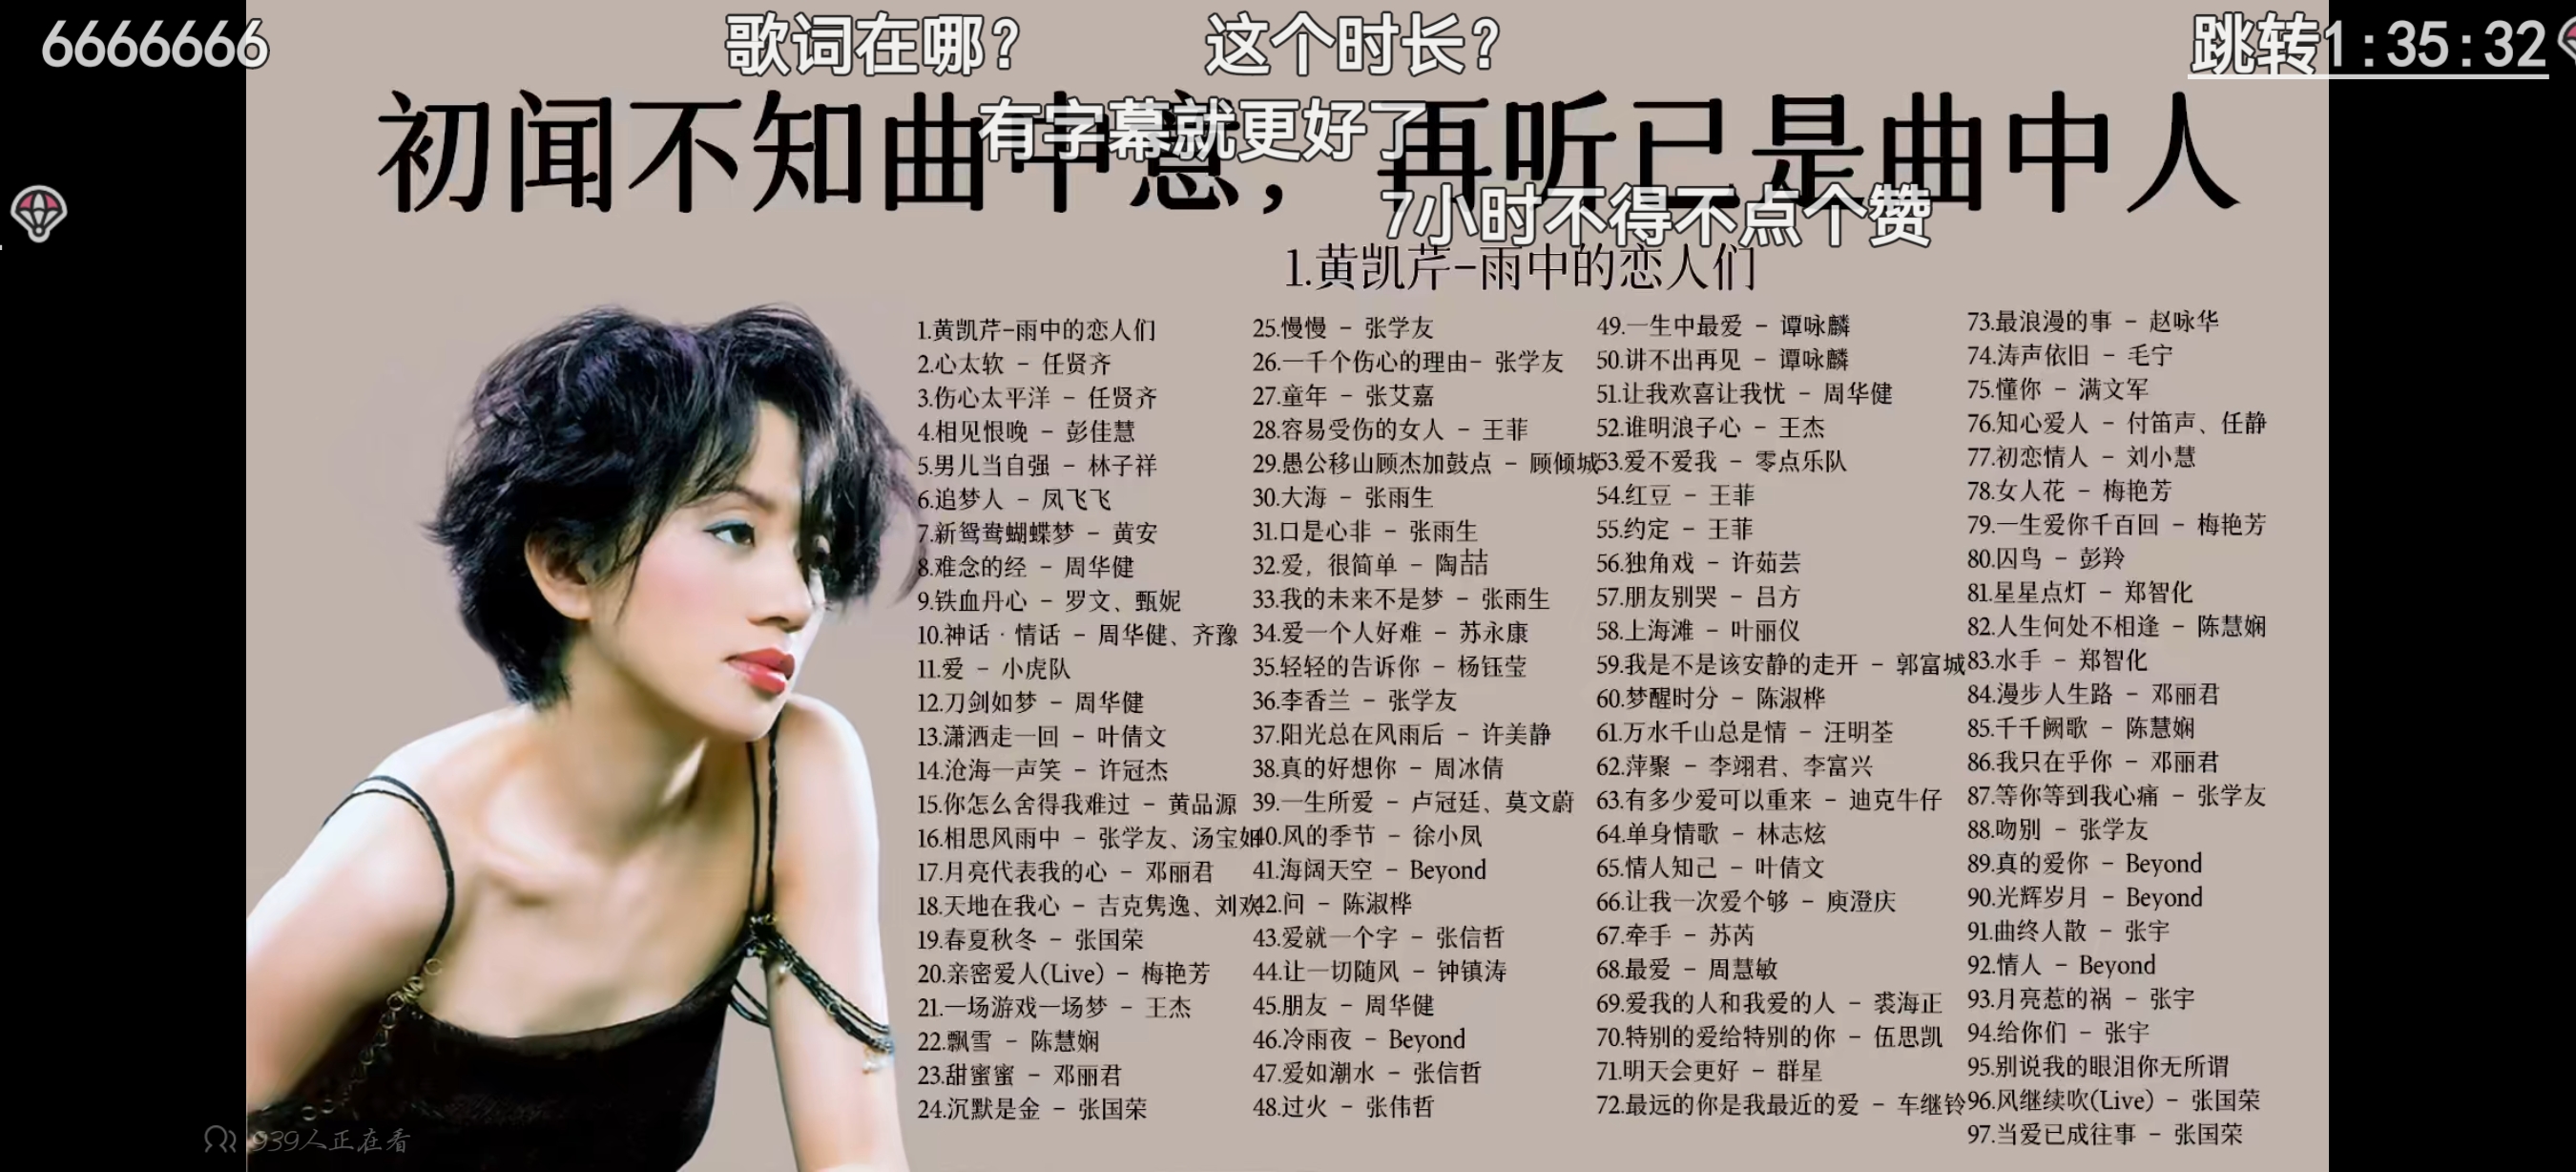 6666666
歌词在哪？
这个时长？
跳转1:35:32
初闻不知曲中意，再听已是曲中人
有字幕就更好了
7小时不得不点个赞
1.黄凯芹-雨中的恋人们
1.黄凯芹-雨中的恋人们
2.心太软 - 任贤齐
3.伤心太平洋 - 任贤齐
4.相见恨晚 - 彭佳慧
5.男儿当自强 - 林子祥
6.追梦人 - 凤飞飞
7.新鸳鸯蝴蝶梦 - 黄安
8.难念的经 - 周华健
9.铁血丹心 - 罗文、甄妮
10.神话·情话 - 周华健、齐豫
11.爱 - 小虎队
12.刀剑如梦 - 周华健
13.潇洒走一回 - 叶倩文
14.沧海一声笑 - 许冠杰
15.你怎么舍得我难过 - 黄品源
16.相思风雨中 - 张学友、汤宝如
17.月亮代表我的心 - 邓丽君
18.天地在我心 - 吉克隽逸、刘欢
19.春夏秋冬 - 张国荣
20.亲密爱人(Live) - 梅艳芳
21.一场游戏一场梦 - 王杰
22.飘雪 - 陈慧娴
23.甜蜜蜜 - 邓丽君
24.沉默是金 - 张国荣
25.慢慢 - 张学友
26.一千个伤心的理由- 张学友
27.童年 - 张艾嘉
28.容易受伤的女人 - 王菲
29.愚公移山顾杰加鼓点 - 顾倾城
30.大海 - 张雨生
31.口是心非 - 张雨生
32.爱，很简单 - 陶喆
33.我的未来不是梦 - 张雨生
34.爱一个人好难 - 苏永康
35.轻轻的告诉你 - 杨钰莹
36.李香兰 - 张学友
37.阳光总在风雨后 - 许美静
38.真的好想你 - 周冰倩
39.一生所爱 - 卢冠廷、莫文蔚
40.风的季节 - 徐小凤
41.海阔天空 - Beyond
42.问 - 陈淑桦
43.爱就一个字 - 张信哲
44.让一切随风 - 钟镇涛
45.朋友 - 周华健
46.冷雨夜 - Beyond
47.爱如潮水 - 张信哲
48.过火 - 张伟哲
49.一生中最爱 - 谭咏麟
50.讲不出再见 - 谭咏麟
51.让我欢喜让我忧 - 周华健
52.谁明浪子心 - 王杰
53.爱不爱我 - 零点乐队
54.红豆 - 王菲
55.约定 - 王菲
56.独角戏 - 许茹芸
57.朋友别哭 - 吕方
58.上海滩 - 叶丽仪
59.我是不是该安静的走开 - 郭富城
60.梦醒时分 - 陈淑桦
61.万水千山总是情 - 汪明荃
62.萍聚 - 李翊君、李富兴
63.有多少爱可以重来 - 迪克牛仔
64.单身情歌 - 林志炫
65.情人知己 - 叶倩文
66.让我一次爱个够 - 庾澄庆
67.牵手 - 苏芮
68.最爱 - 周慧敏
69.爱我的人和我爱的人 - 裘海正
70.特别的爱给特别的你 - 伍思凯
71.明天会更好 - 群星
72.最远的你是我最近的爱 - 车继铃
73.最浪漫的事 - 赵咏华
74.涛声依旧 - 毛宁
75.懂你 - 满文军
76.知心爱人 - 付笛声、任静
77.初恋情人 - 刘小慧
78.女人花 - 梅艳芳
79.一生爱你千百回 - 梅艳芳
80.囚鸟 - 彭羚
81.星星点灯 - 郑智化
82.人生何处不相逢 - 陈慧娴
83.水手 - 郑智化
84.漫步人生路 - 邓丽君
85.千千阙歌 - 陈慧娴
86.我只在乎你 - 邓丽君
87.等你等到我心痛 - 张学友
88.吻别 - 张学友
89.真的爱你 - Beyond
90.光辉岁月 - Beyond
91.曲终人散 - 张宇
92.情人 - Beyond
93.月亮惹的祸 - 张宇
94.给你们 - 张宇
95.别说我的眼泪你无所谓
96.风继续吹(Live) - 张国荣
97.当爱已成往事 - 张国荣
939人正在看